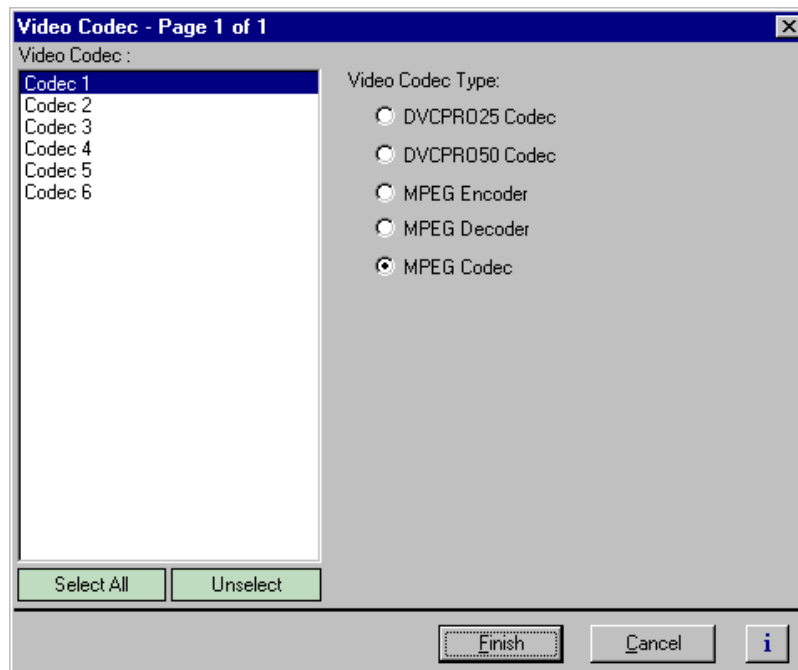 Video Codec - Page 1 of 1
Video Codec :
Codec 1
Codec 2
Codec 3
Codec 4
Codec 5
Codec 6
Video Codec Type:
DVCPRO25 Codec
DVCPRO50 Codec
MPEG Encoder
MPEG Decoder
MPEG Codec
Select All
Unselect
Finish
Cancel
i